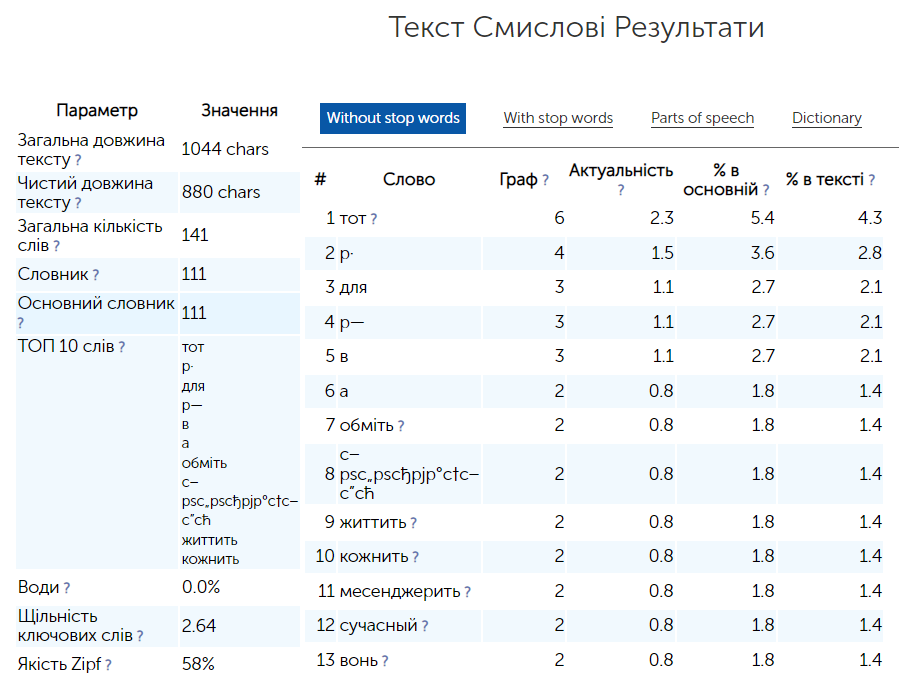 Текст Смислові Результати
Параметр Значення
Загальна довжина
тексту ? 1044 chars
Чистий довжина
тексту ? 880 chars
Загальна кількість
слів ? 141
Словник ? 111
Основний словник
? 111
ТОП 10 слів ? тот
р·
для
р—
в
а
обміть
с–
рѕс„рѕсђрјр°с†с–
с"сћ
життить
кожнить
Води ? 0.0%
Щільність
ключових слів ? 2.64
Якість Zipf ? 58%
Without stop words With stop words Parts of speech Dictionary
# Слово Граф ? Актуальність
? % в
основній ? % в тексті ?
1 тот ? 6 2.3 5.4 4.3
2 р· 4 1.5 3.6 2.8
3 для 3 1.1 2.7 2.1
4 р— 3 1.1 2.7 2.1
5 в 3 1.1 2.7 2.1
6 а 2 0.8 1.8 1.4
7 обміть ? 2 0.8 1.8 1.4
с–
8 рѕс„рѕсђрјр°с†с– 2 0.8 1.8 1.4
с"сћ
9 життить ? 2 0.8 1.8 1.4
10 кожнить ? 2 0.8 1.8 1.4
11 месенджерить ? 2 0.8 1.8 1.4
12 сучасный ? 2 0.8 1.8 1.4
13 вонь ? 2 0.8 1.8 1.4